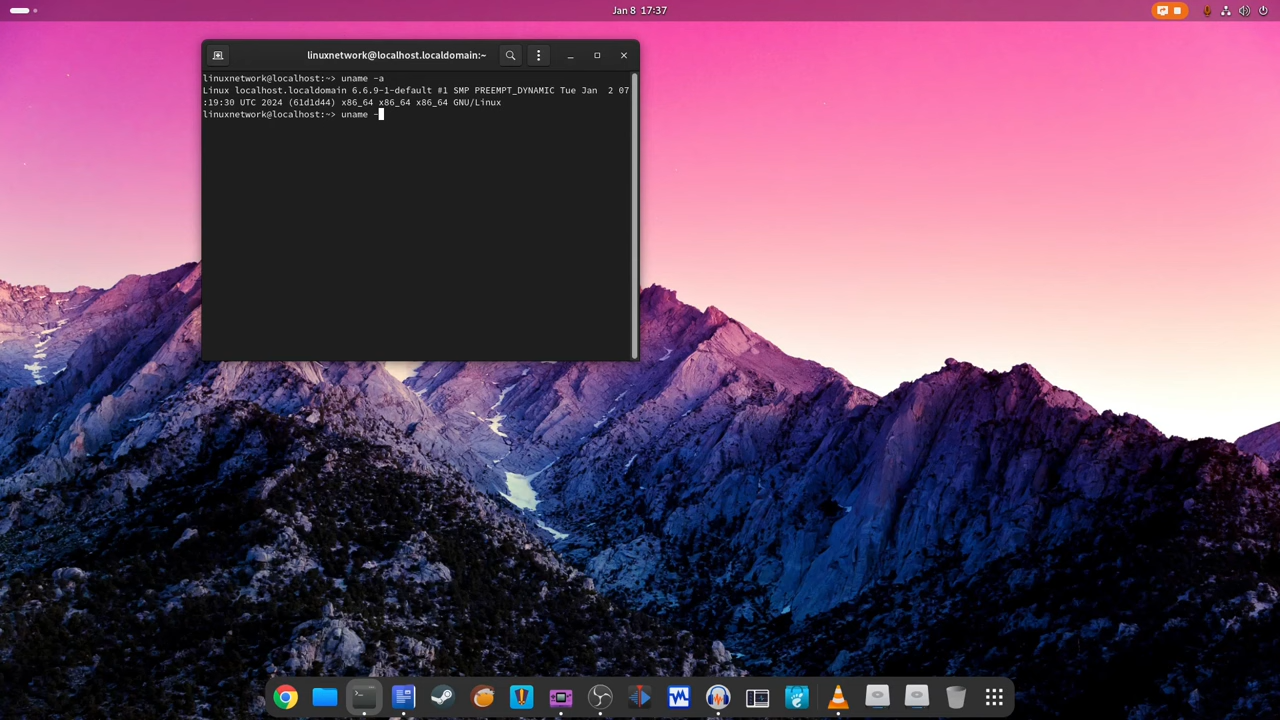 Jan 8 17:37
linuxnetwork@localhost.localdomain:~
linuxnetwork@localhost:~> uname -a
Linux localhost.localdomain 6.6.9-1-default #1 SMP PREEMPT_DYNAMIC Tue Jan  2 07
:19:30 UTC 2024 (61d1d44) x86_64 x86_64 x86_64 GNU/Linux
linuxnetwork@localhost:~> uname -